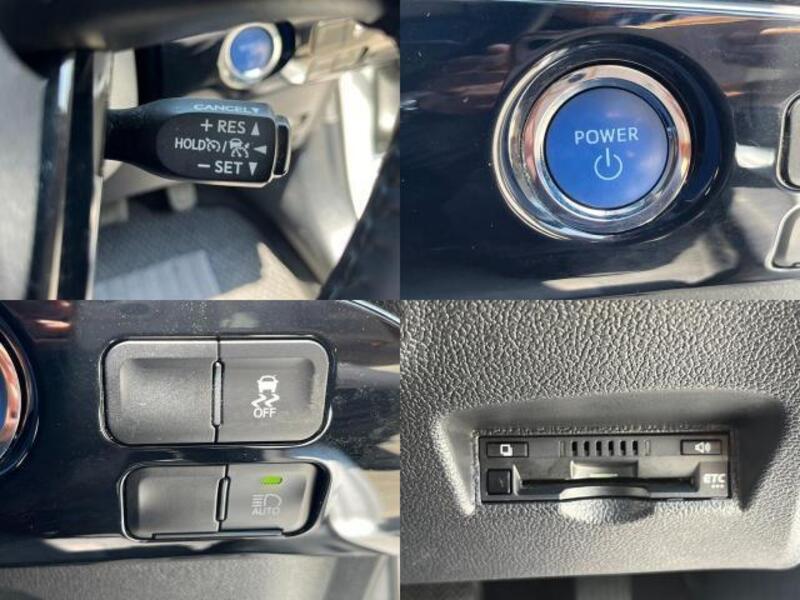 CANCEL▼
+ RES ▲
HOLD / ◀
− SET ▼
POWER
OFF
AUTO
ETC